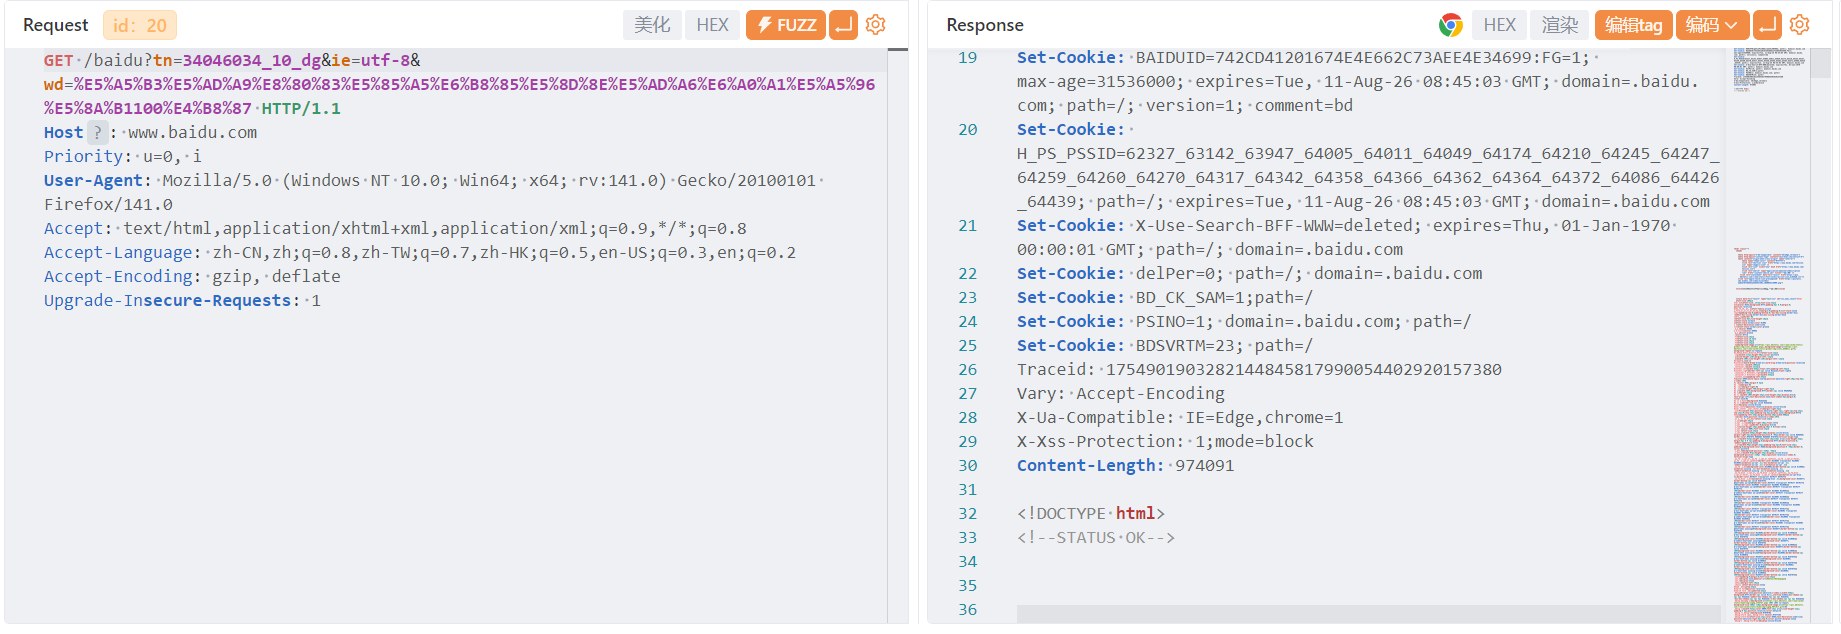 Request id: 20 美化 HEX FUZZ
GET /baidu?tn=34046034_10_dg&ie=utf-8&
wd=%E5%A5%B3%E5%AD%A9%E8%80%83%E5%85%A5%E6%B8%85%E5%8D%8E%E5%AD%A6%E6%A0%A1%E5%A5%96
%E5%8A%B1100%E4%B8%87 HTTP/1.1
Host ? : www.baidu.com
Priority: u=0, i
User-Agent: Mozilla/5.0 (Windows NT 10.0; Win64; x64; rv:141.0) Gecko/20100101
Firefox/141.0
Accept: text/html,application/xhtml+xml,application/xml;q=0.9,*/*;q=0.8
Accept-Language: zh-CN,zh;q=0.8,zh-TW;q=0.7,zh-HK;q=0.5,en-US;q=0.3,en;q=0.2
Accept-Encoding: gzip, deflate
Upgrade-Insecure-Requests: 1
Response HEX 渲染 编辑tag 编码
19 Set-Cookie: BAIDUID=742CD41201674E4E662C73AEE4E34699:FG=1;
max-age=31536000; expires=Tue, 11-Aug-26 08:45:03 GMT; domain=.baidu.
com; path=/; version=1; comment=bd
20 Set-Cookie:
H_PS_PSSID=62327_63142_63947_64005_64011_64049_64174_64210_64245_64247_
64259_64260_64270_64317_64342_64358_64366_64362_64364_64372_64086_64426
_64439; path=/; expires=Tue, 11-Aug-26 08:45:03 GMT; domain=.baidu.com
21 Set-Cookie: X-Use-Search-BFF-WWW=deleted; expires=Thu, 01-Jan-1970
00:00:01 GMT; path=/; domain=.baidu.com
22 Set-Cookie: delPer=0; path=/; domain=.baidu.com
23 Set-Cookie: BD_CK_SAM=1;path=/
24 Set-Cookie: PSINO=1; domain=.baidu.com; path=/
25 Set-Cookie: BDSVRTM=23; path=/
26 Traceid: 1754901903282144845817990054402920157380
27 Vary: Accept-Encoding
28 X-Ua-Compatible: IE=Edge,chrome=1
29 X-Xss-Protection: 1;mode=block
30 Content-Length: 974091
31
32 <!DOCTYPE html>
33 <!--STATUS OK-->
34
35
36